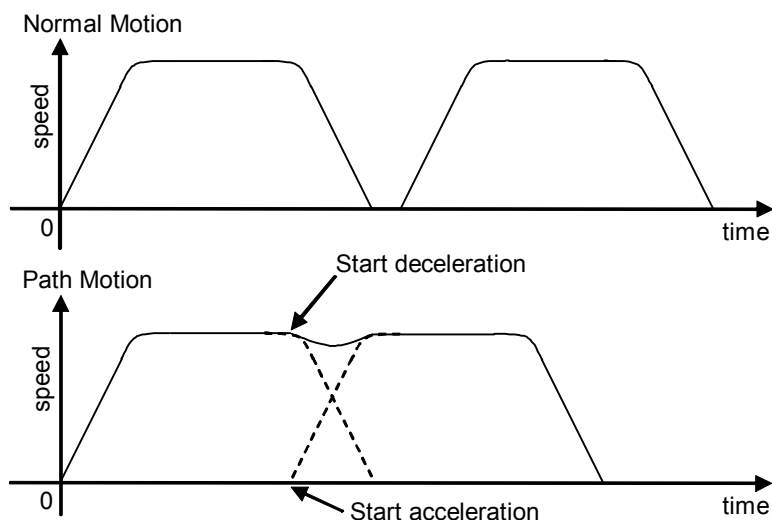 Normal Motion
speed
0
time
Start deceleration
Path Motion
speed
0
Start acceleration
time